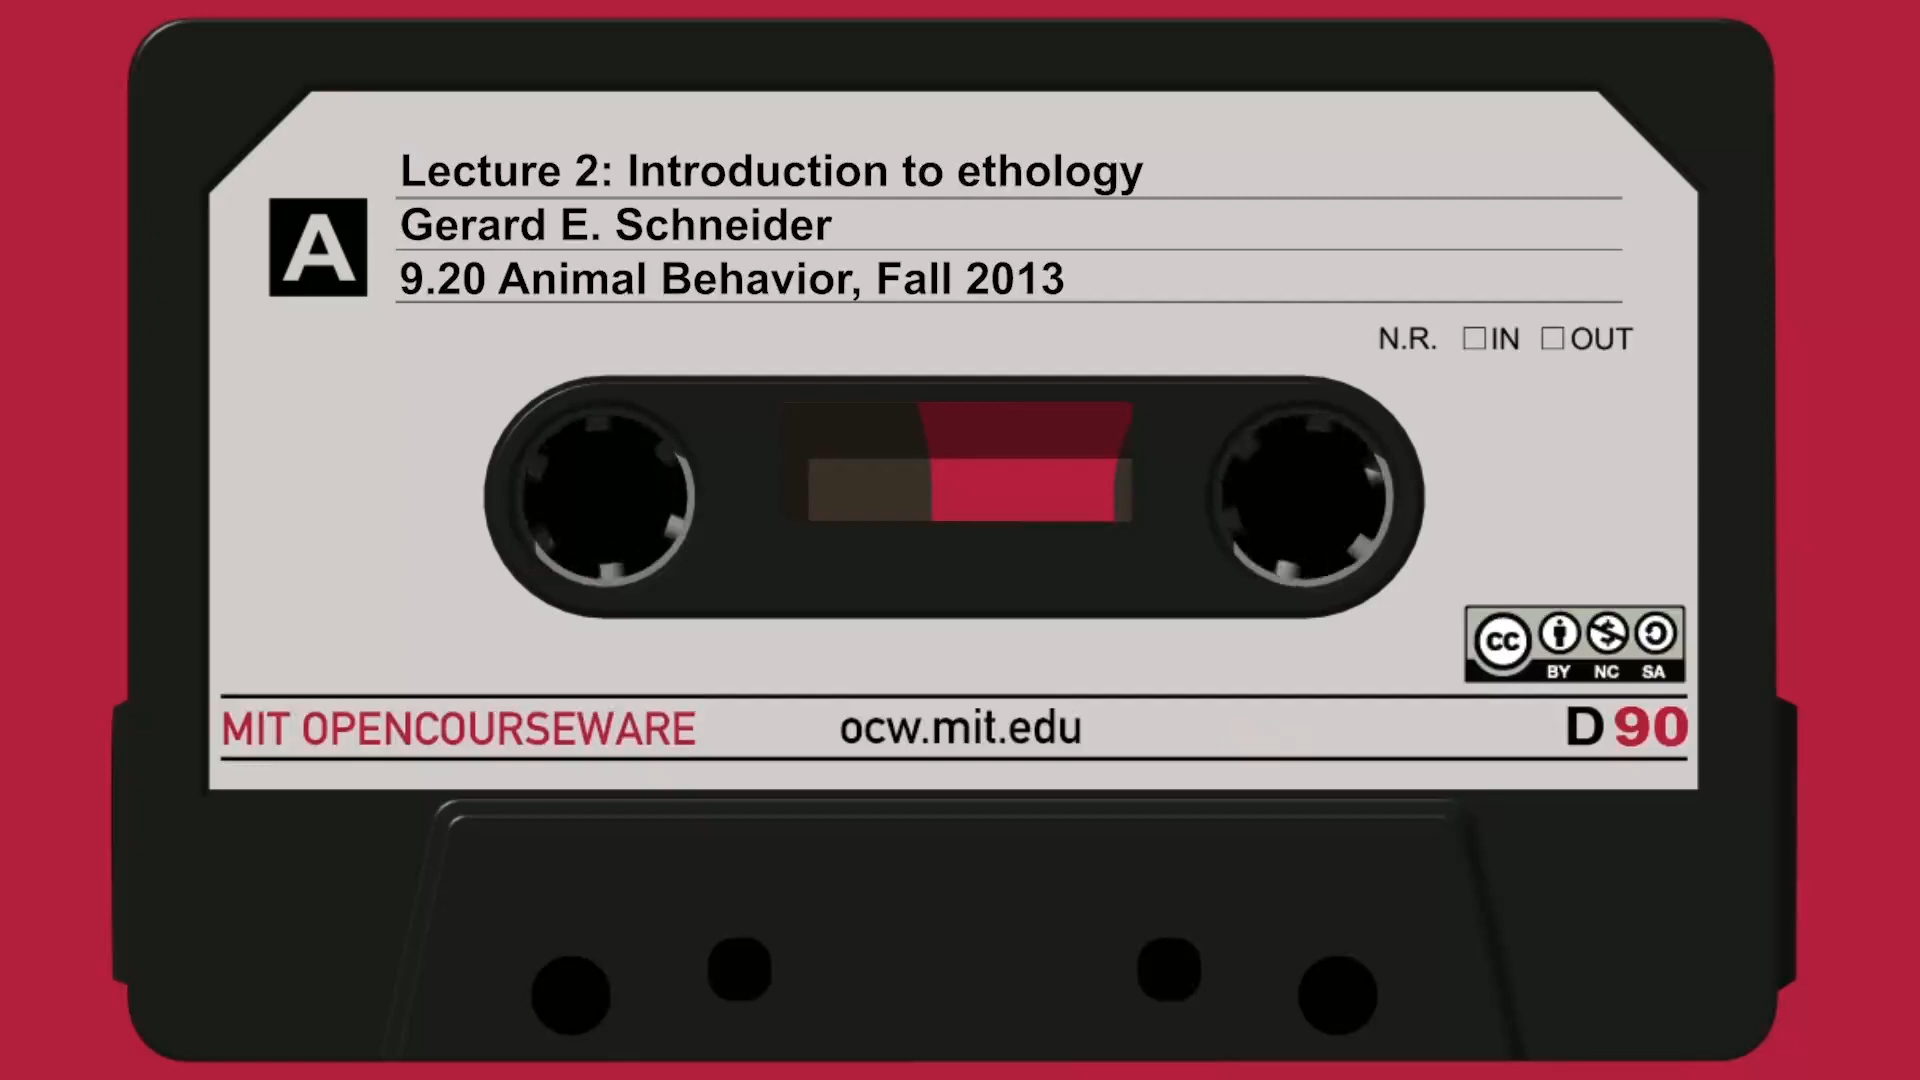 Lecture 2: Introduction to ethology
Gerard E. Schneider
A
9.20 Animal Behavior, Fall 2013
N.R. □IN □OUT
cc BY NC SA
MIT OPENCOURSEWARE ocw.mit.edu D 90